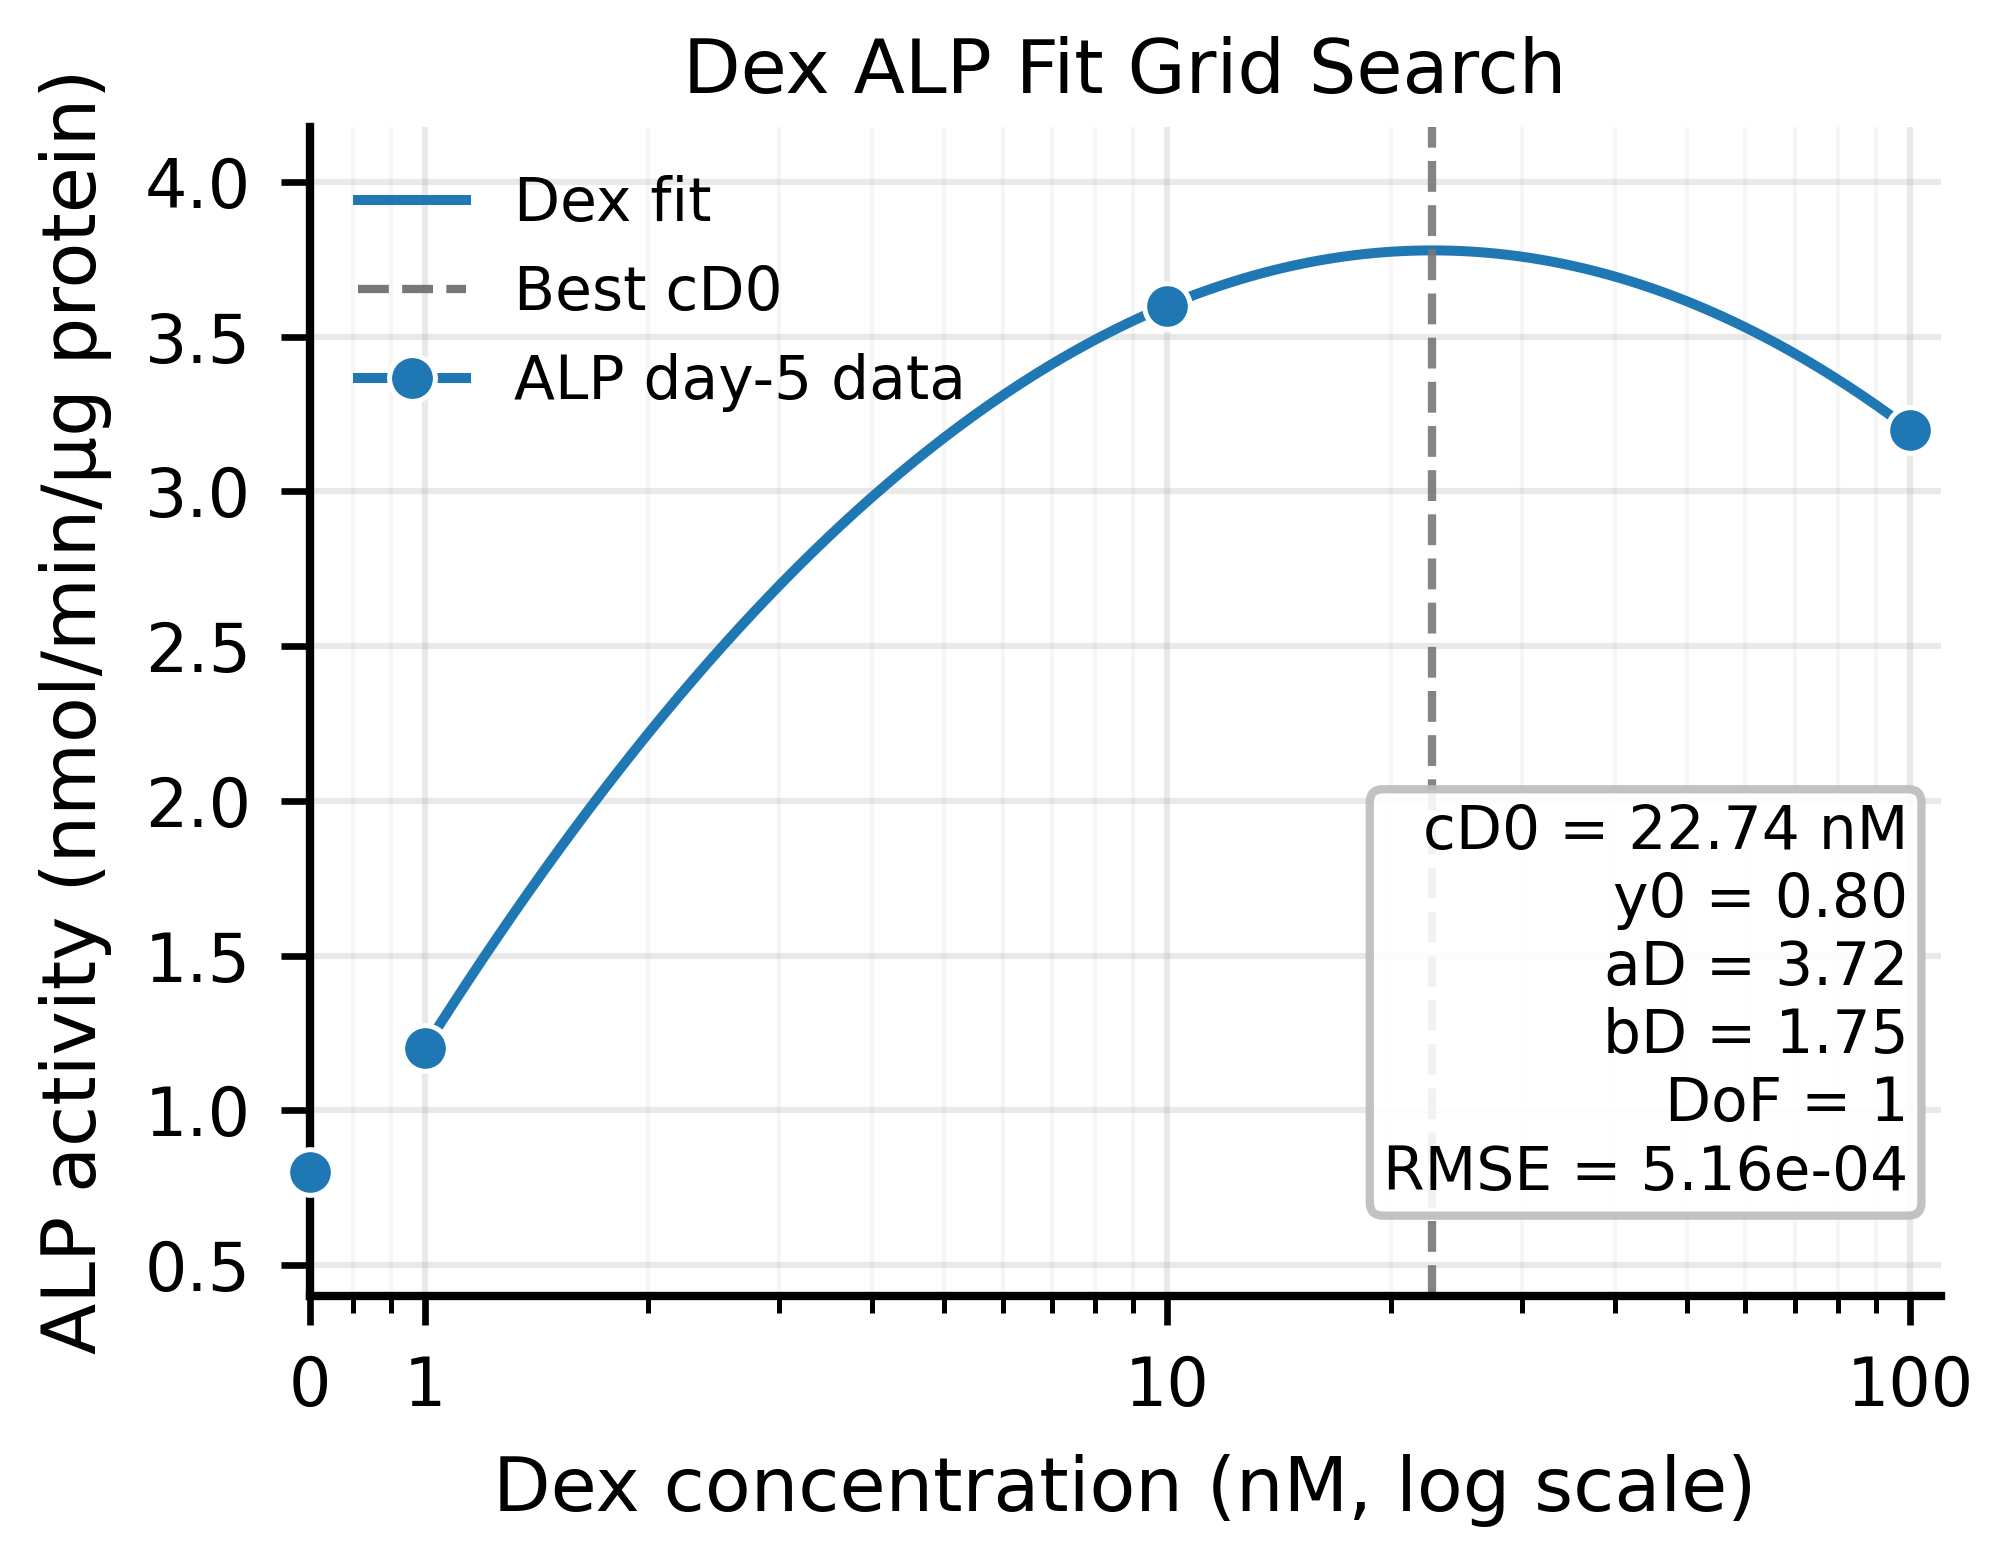 Dex ALP Fit Grid Search
ALP activity (nmol/min/µg protein)
4.0
3.5
3.0
2.5
2.0
1.5
1.0
0.5
Dex fit
Best cD0
ALP day-5 data
cD0 = 22.74 nM
y0 = 0.80
aD = 3.72
bD = 1.75
DoF = 1
RMSE = 5.16e-04
0 1 10 100
Dex concentration (nM, log scale)